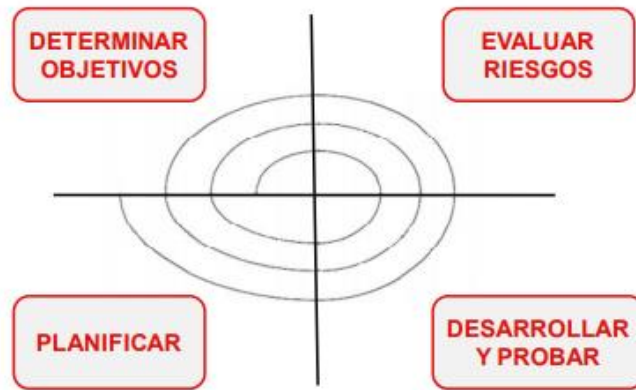 DETERMINAR
OBJETIVOS
EVALUAR
RIESGOS
PLANIFICAR
DESARROLLAR
Y PROBAR